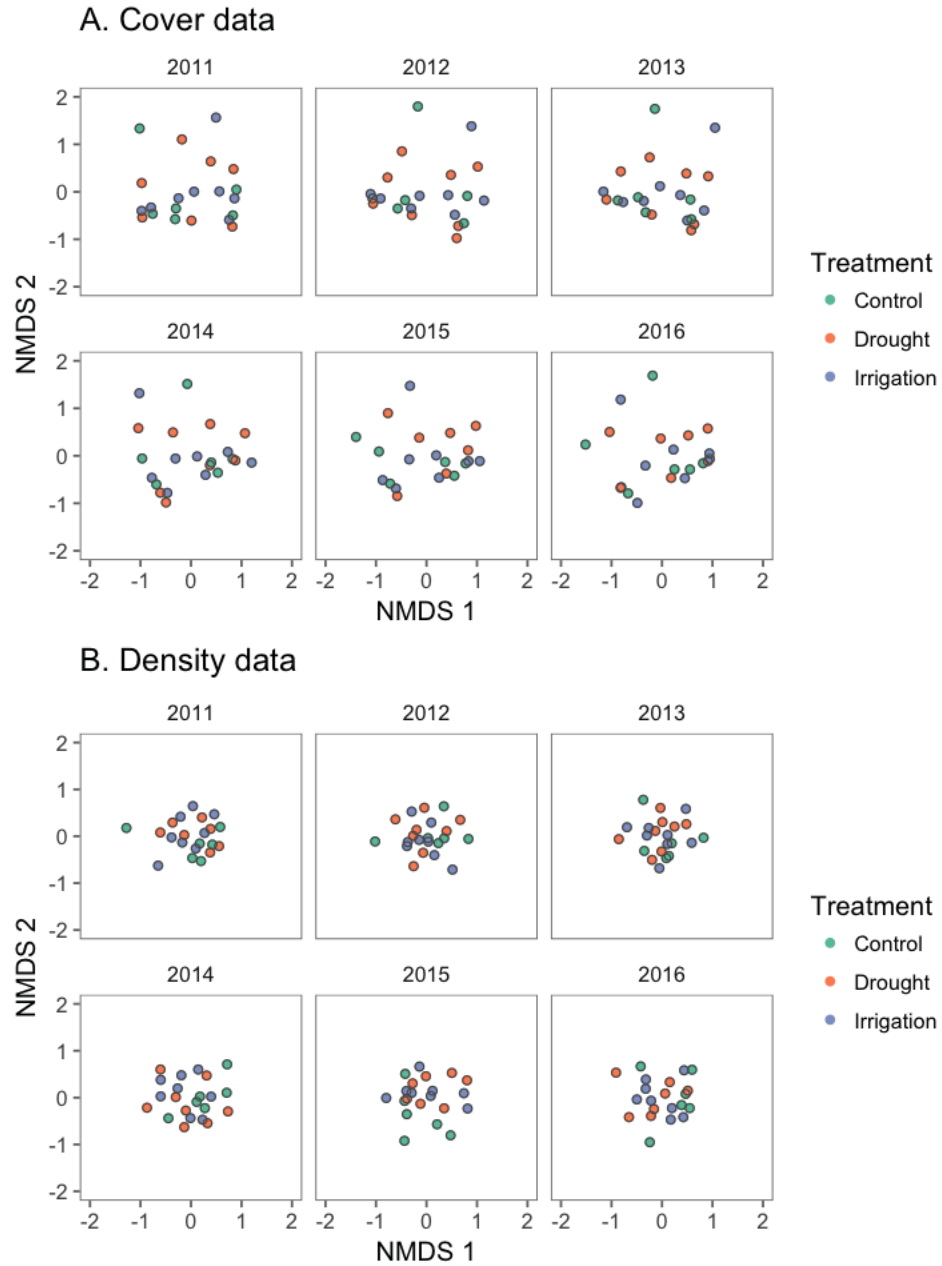 A. Cover data
2011 2012 2013
2
1
0
-1
-2
2014 2015 2016
2
1
0
-1
-2
-2 -1 0 1 2 -2 -1 0 1 2 -2 -1 0 1 2
NMDS 1
NMDS 2
Treatment
Control
Drought
Irrigation
B. Density data
2011 2012 2013
2
1
0
-1
-2
2014 2015 2016
2
1
0
-1
-2
-2 -1 0 1 2 -2 -1 0 1 2 -2 -1 0 1 2
NMDS 1
NMDS 2
Treatment
Control
Drought
Irrigation